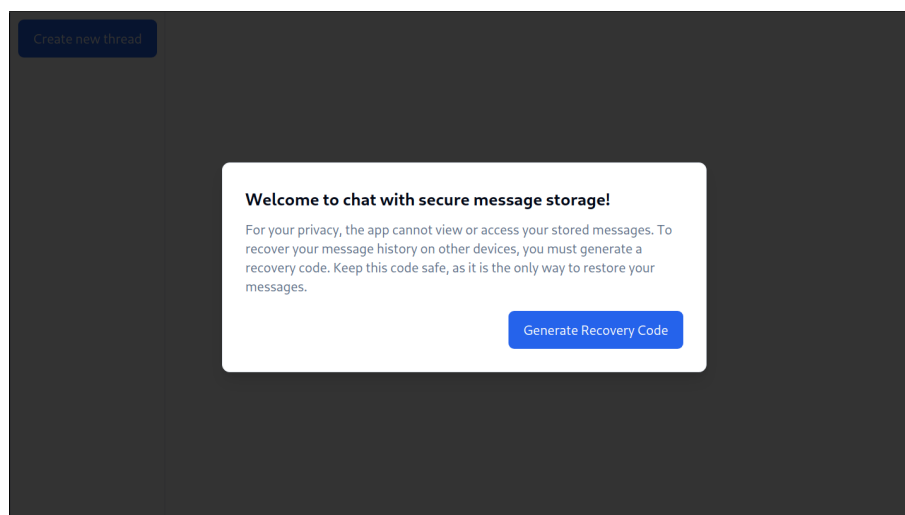 Create new thread
Welcome to chat with secure message storage!
For your privacy, the app cannot view or access your stored messages. To
recover your message history on other devices, you must generate a
recovery code. Keep this code safe, as it is the only way to restore your
messages.
Generate Recovery Code